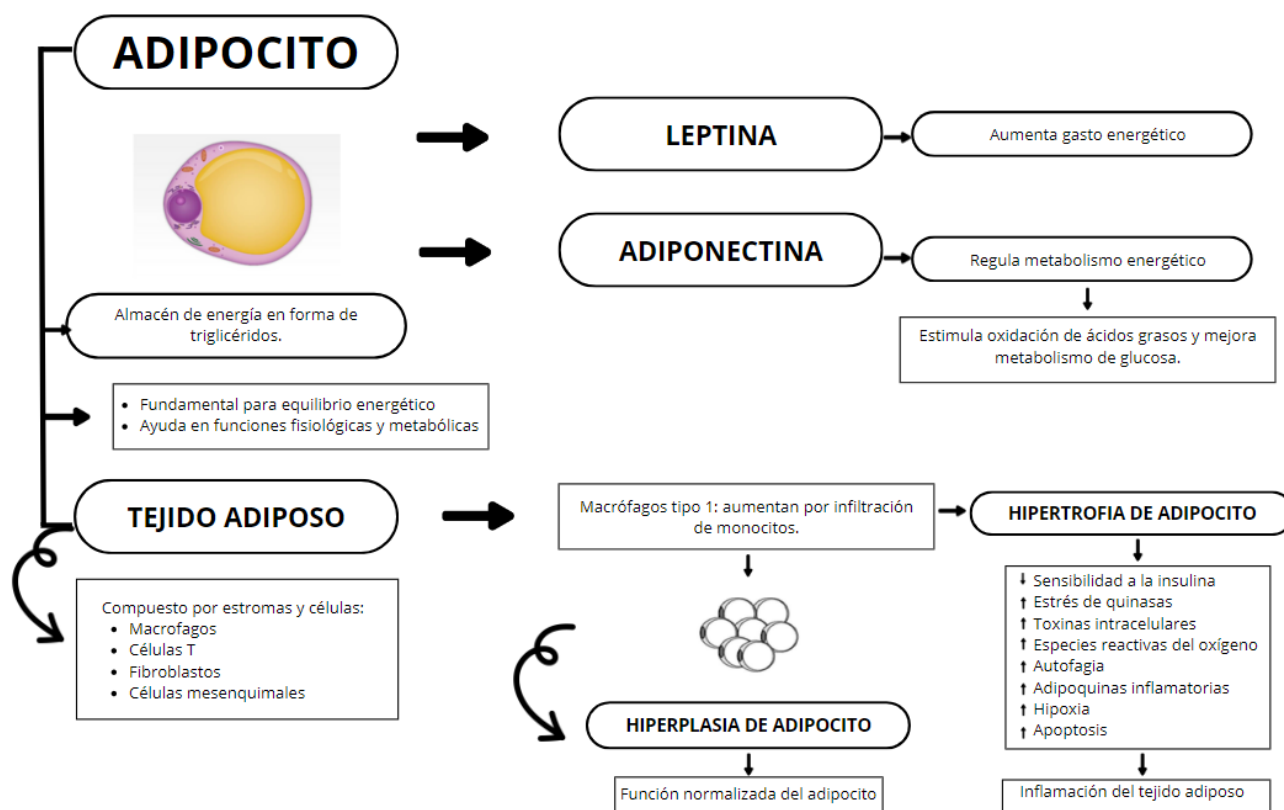 ADIPOCITO
LEPTINA
Aumenta gasto energético
ADIPONECTINA
Regula metabolismo energético
Almacén de energía en forma de
triglicéridos.
Estimula oxidación de ácidos grasos y mejora
metabolismo de glucosa.
• Fundamental para equilibrio energético
• Ayuda en funciones fisiológicas y metabólicas
TEJIDO ADIPOSO
Macrófagos tipo 1: aumentan por infiltración
de monocitos.
HIPERTROFIA DE ADIPOCITO
Compuesto por estromas y células:
• Macrofagos
• Células T
• Fibroblastos
• Células mesenquimales
↓ Sensibilidad a la insulina
↑ Estrés de quinasas
↑ Toxinas intracelulares
↑ Especies reactivas del oxígeno
↑ Autofagia
↑ Adipoquinas inflamatorias
↑ Hipoxia
↑ Apoptosis
HIPERPLASIA DE ADIPOCITO
Función normalizada del adipocito
Inflamación del tejido adiposo